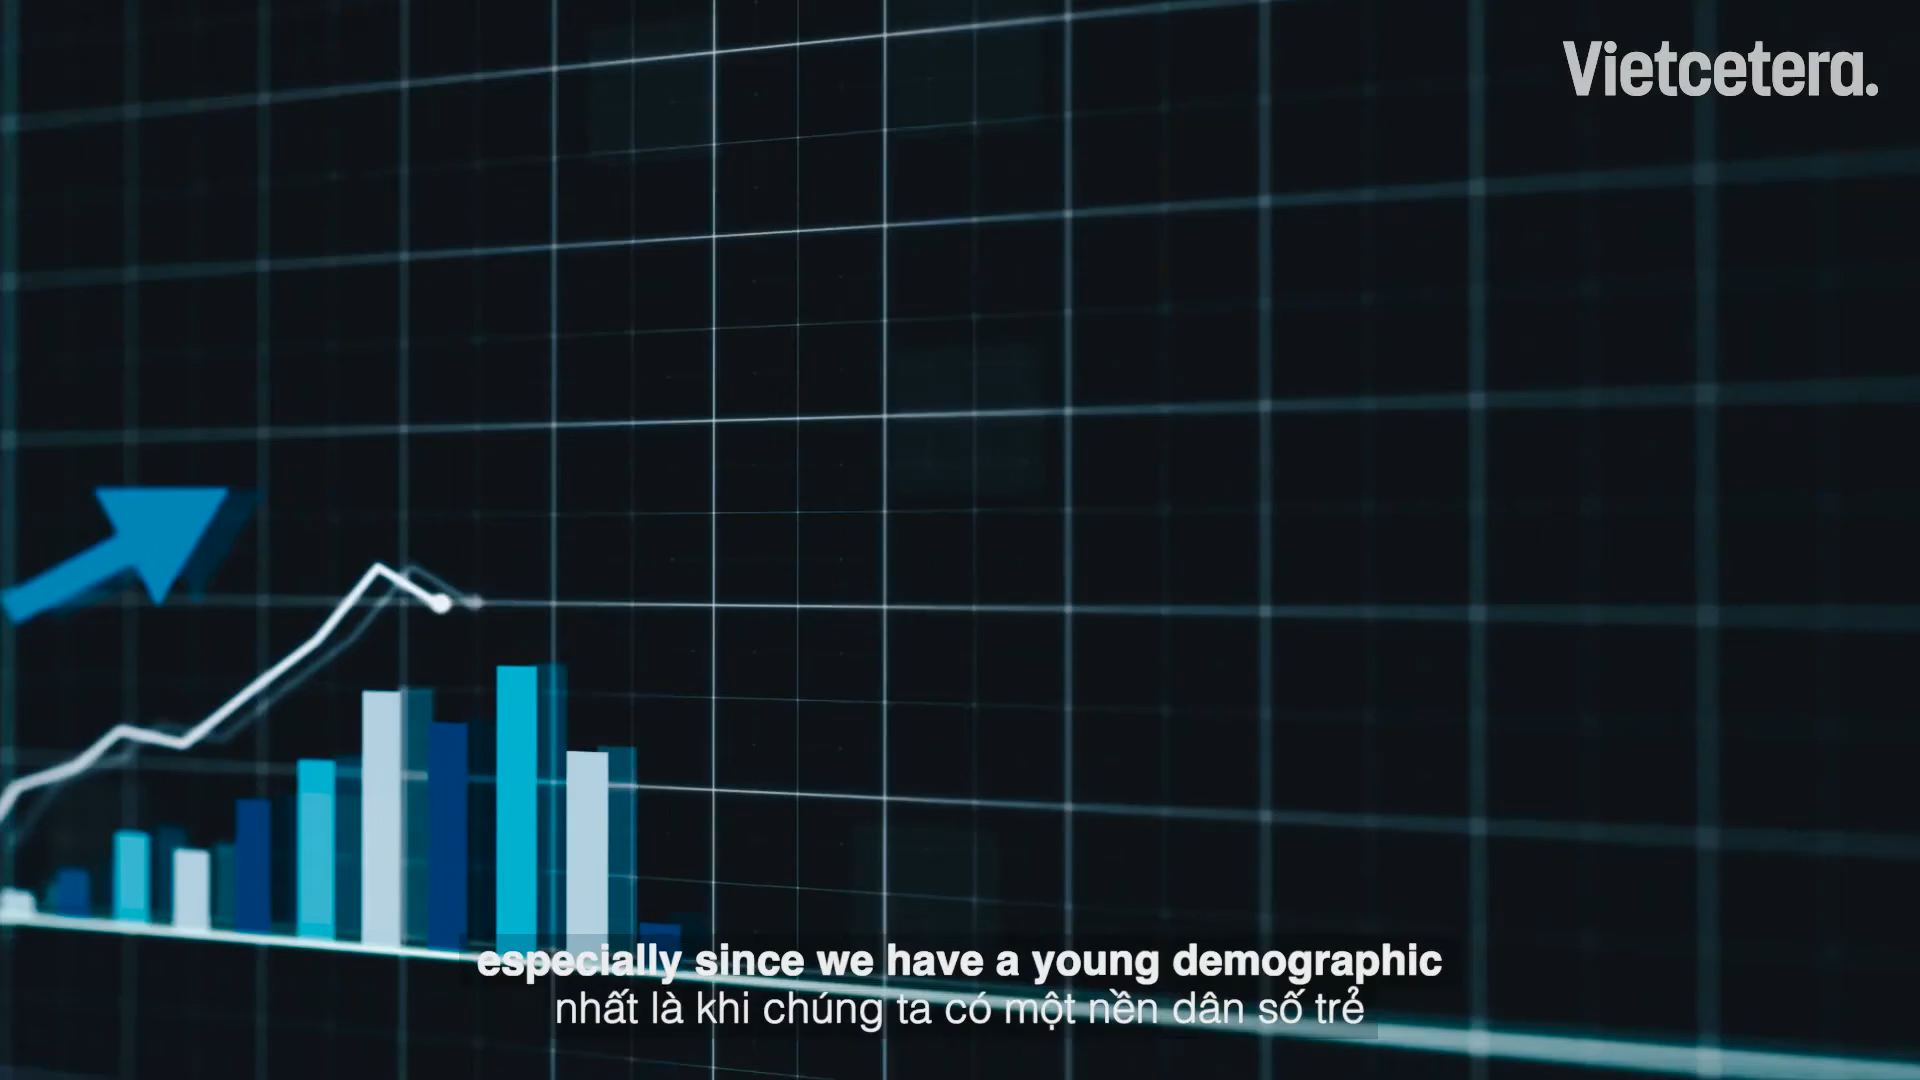 Vietcetera.
especially since we have a young demographic
nhất là khi chúng ta có một nền dân số trẻ